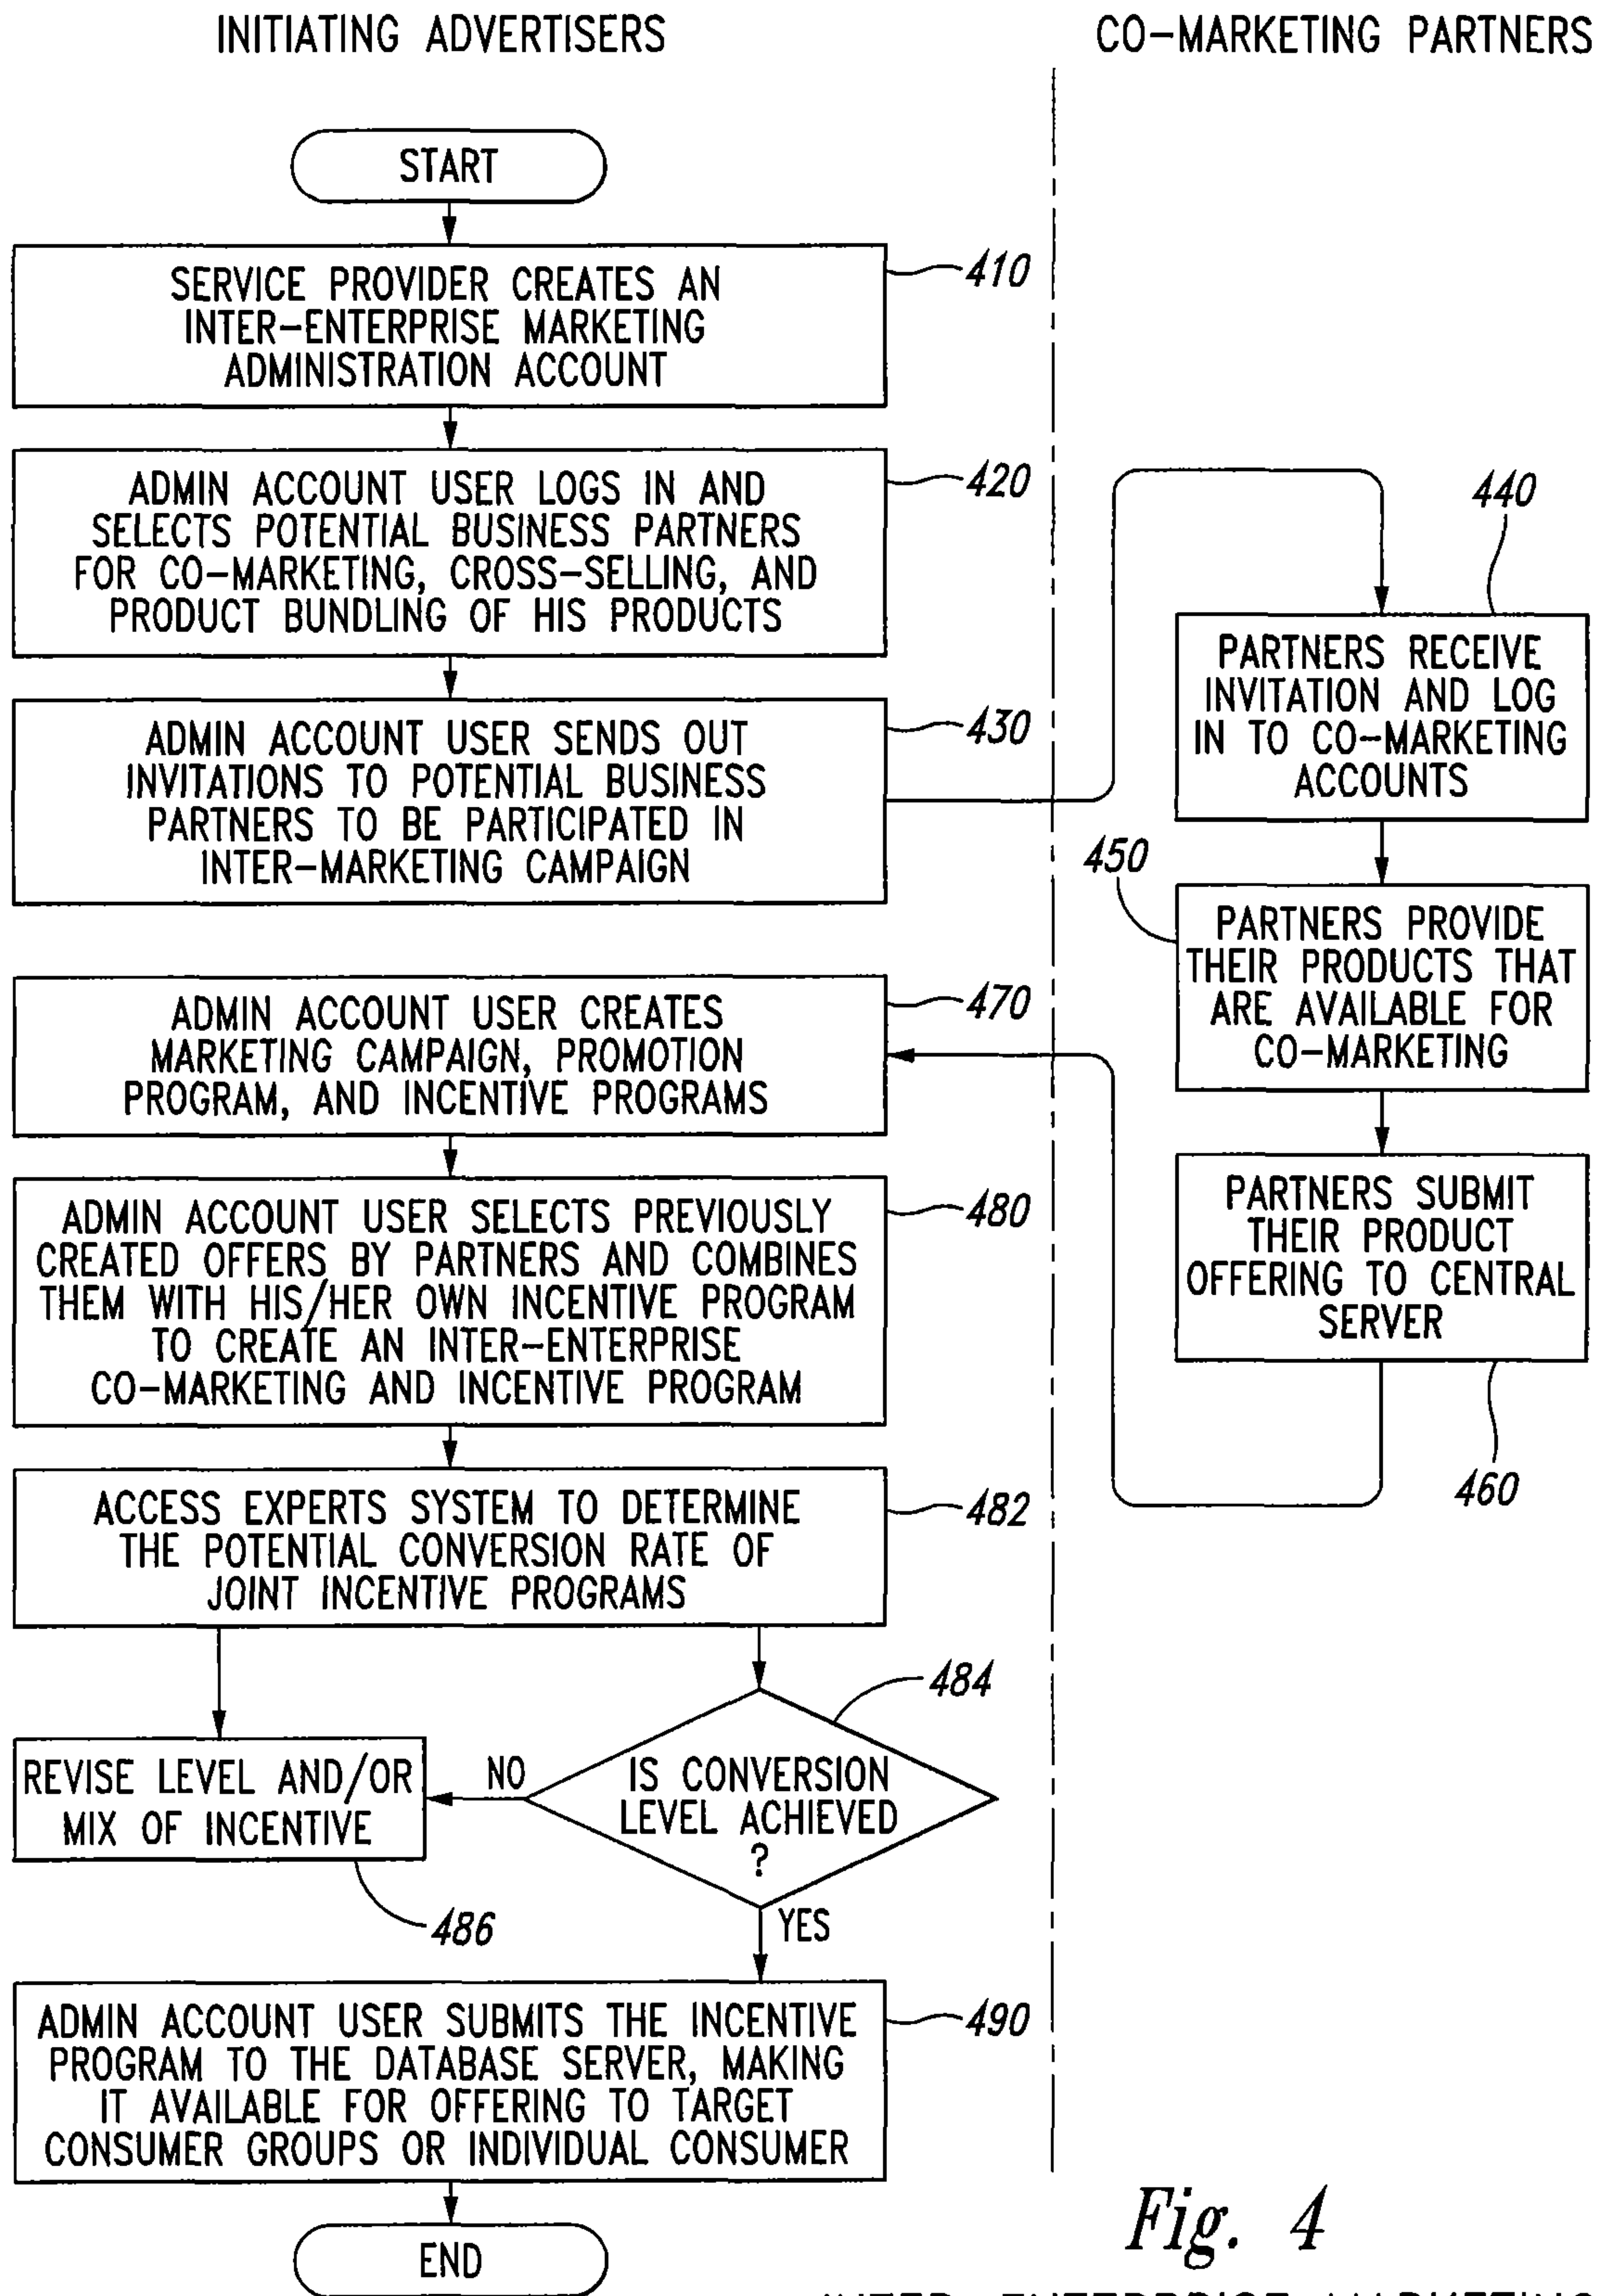 INITIATING ADVERTISERS
CO-MARKETING PARTNERS
START
SERVICE PROVIDER CREATES AN
INTER-ENTERPRISE MARKETING
ADMINISTRATION ACCOUNT
410
ADMIN ACCOUNT USER LOGS IN AND
SELECTS POTENTIAL BUSINESS PARTNERS
FOR CO-MARKETING, CROSS-SELLING, AND
PRODUCT BUNDLING OF HIS PRODUCTS
420
ADMIN ACCOUNT USER SENDS OUT
INVITATIONS TO POTENTIAL BUSINESS
PARTNERS TO BE PARTICIPATED IN
INTER-MARKETING CAMPAIGN
430
440
PARTNERS RECEIVE
INVITATION AND LOG
IN TO CO-MARKETING
ACCOUNTS
450
PARTNERS PROVIDE
THEIR PRODUCTS THAT
ARE AVAILABLE FOR
CO-MARKETING
PARTNERS SUBMIT
THEIR PRODUCT
OFFERING TO CENTRAL
SERVER
460
ADMIN ACCOUNT USER CREATES
MARKETING CAMPAIGN, PROMOTION
PROGRAM, AND INCENTIVE PROGRAMS
470
ADMIN ACCOUNT USER SELECTS PREVIOUSLY
CREATED OFFERS BY PARTNERS AND COMBINES
THEM WITH HIS/HER OWN INCENTIVE PROGRAM
TO CREATE AN INTER-ENTERPRISE
CO-MARKETING AND INCENTIVE PROGRAM
480
ACCESS EXPERTS SYSTEM TO DETERMINE
THE POTENTIAL CONVERSION RATE OF
JOINT INCENTIVE PROGRAMS
482
484
IS CONVERSION
LEVEL ACHIEVED
?
NO
REVISE LEVEL AND/OR
MIX OF INCENTIVE
486
YES
ADMIN ACCOUNT USER SUBMITS THE INCENTIVE
PROGRAM TO THE DATABASE SERVER, MAKING
IT AVAILABLE FOR OFFERING TO TARGET
CONSUMER GROUPS OR INDIVIDUAL CONSUMER
490
END
Fig. 4